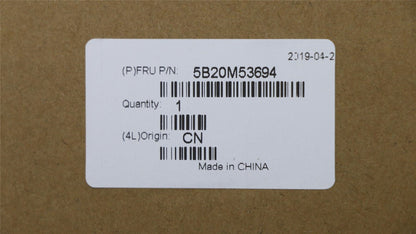 2019-04-2
(P)FRU P/N: 5B20M53694
Quantity: 1
(4L)Origin: CN
Made in CHINA